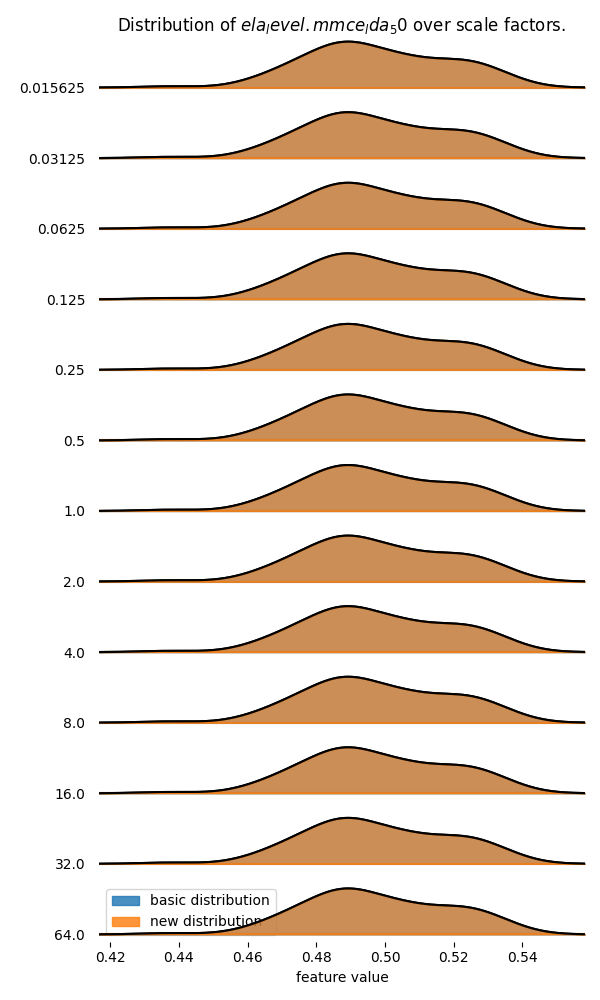 Distribution of elaₗevel.mmceₗda₅0 over scale factors.
0.015625
0.03125
0.0625
0.125
0.25
0.5
1.0
2.0
4.0
8.0
16.0
32.0
basic distribution
new distribution
64.0
0.42 0.44 0.46 0.48 0.50 0.52 0.54
feature value